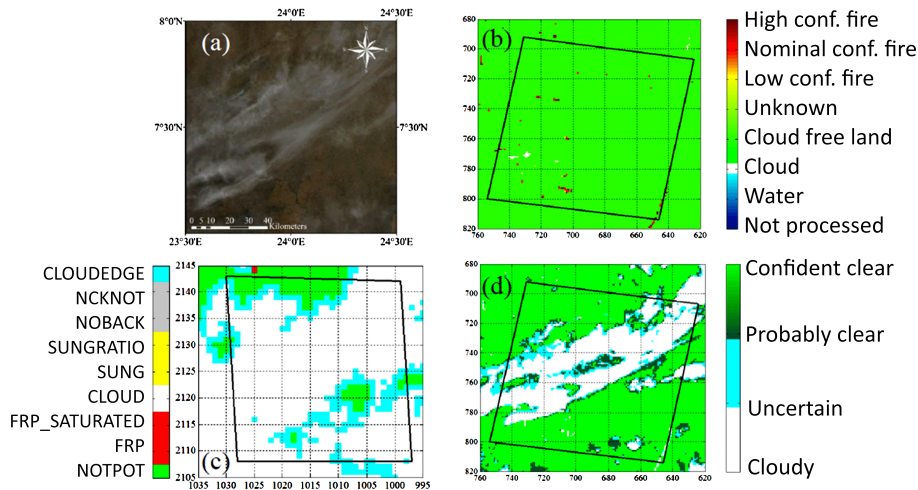 24°0'E 24°30'E
8°0'N
(a)
7°30'N 7°30'N
0 5 10 20 30 40
Kilometers
23°30'E 24°0'E 24°30'E
680
(b)
700
720
740
760
780
800
820
760 740 720 700 680 660 640 620
High conf. fire
Nominal conf. fire
Low conf. fire
Unknown
Cloud free land
Cloud
Water
Not processed
CLOUDEDGE
NCKNOT
NOBACK
SUNGRATIO
SUNG
CLOUD
FRP_SATURATED
FRP
NOTPOT
2145
2140
2135
2130
2125
2120
2115
2110
2105
(c)
1035 1030 1025 1020 1015 1010 1005 1000 995
680
(d)
700
720
740
760
780
800
820
760 740 720 700 680 660 640 620
Confident clear
Probably clear
Uncertain
Cloudy